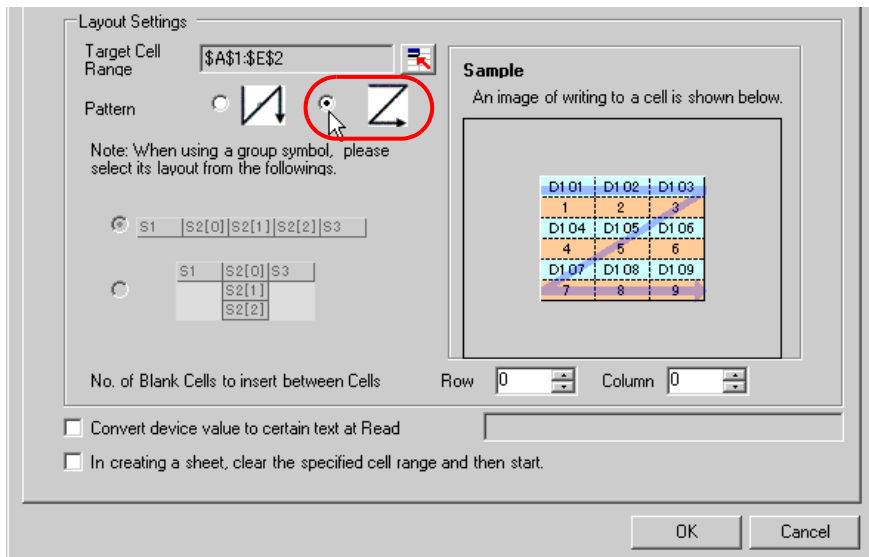 Layout Settings
Target Cell
Range
$A$1:$E$2
Pattern
Note: When using a group symbol, please
select its layout from the followings.
S1 S2[0] S2[1] S2[2] S3
S1 S2[0] S3
S2[1]
S2[2]
Sample
An image of writing to a cell is shown below.
D101 D102 D103
1 2 3
D104 D105 D106
4 5 6
D107 D108 D109
7 8 9
No. of Blank Cells to insert between Cells Row 0 Column 0
Convert device value to certain text at Read
In creating a sheet, clear the specified cell range and then start.
OK Cancel